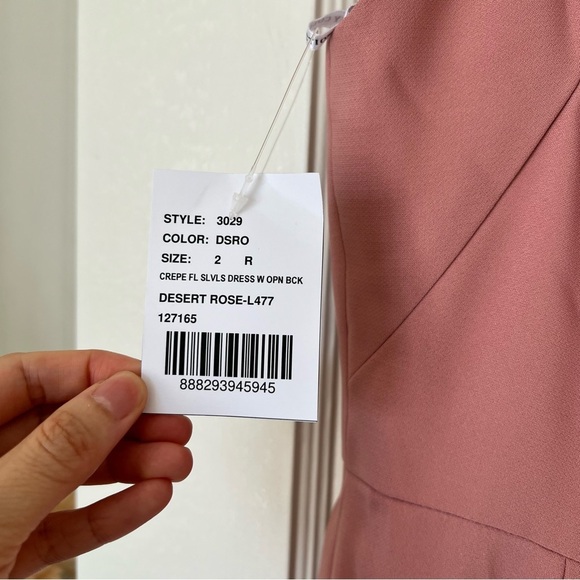 STYLE: 3029
COLOR: DSRO
SIZE: 2 R
CREPE FL SLVLS DRESS W OPN BCK
DESERT ROSE-L477
127165
888293945945